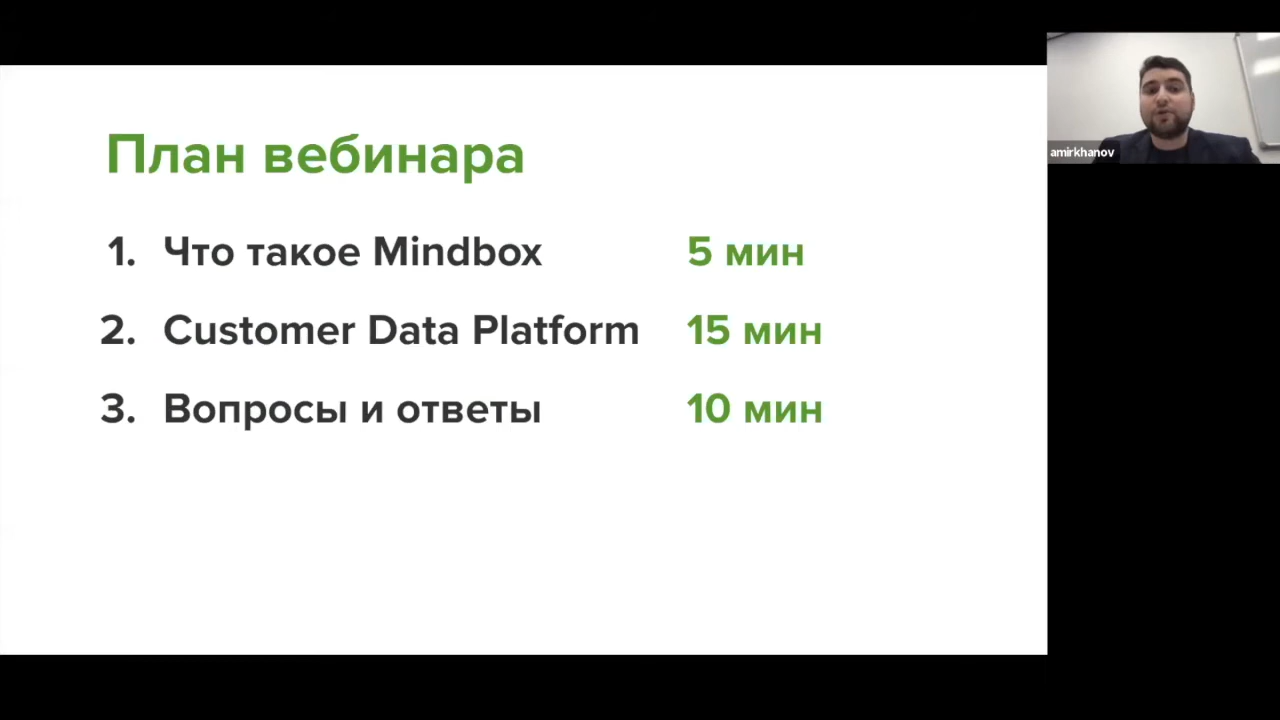 План вебинара
1. Что такое Mindbox 5 мин
2. Customer Data Platform 15 мин
3. Вопросы и ответы 10 мин
amirkhanov